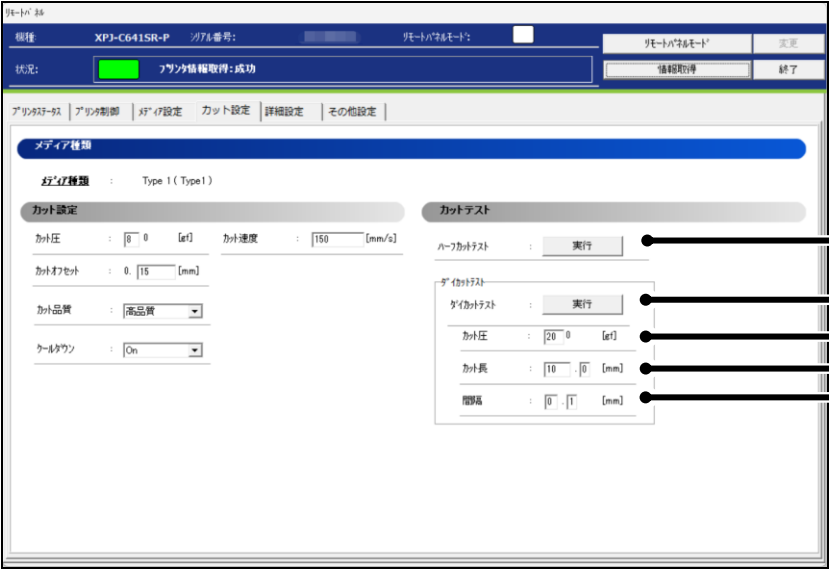 ﾘﾓｰﾄﾊﾟﾈﾙ
機種: XPJ-C641SR-P ｼﾘｱﾙ番号: ﾘﾓｰﾄﾊﾟﾈﾙﾓｰﾄﾞ: ﾘﾓｰﾄﾊﾟﾈﾙﾓｰﾄﾞ 変更
状況: ﾌﾟﾘﾝﾀ情報取得:成功 情報取得 終了
ﾌﾟﾘﾝﾀｽﾃｰﾀｽ ﾌﾟﾘﾝﾀ制御 ﾒﾃﾞｨｱ設定 カット設定 詳細設定 その他設定
メディア種類
ﾒﾃﾞｨｱ種類 : Type 1 ( Type1 )
カット設定
ｶｯﾄ圧 : 8 0 [gf] ｶｯﾄ速度 : 150 [mm/s]
ｶｯﾄｵﾌｾｯﾄ : 0. 15 [mm]
ｶｯﾄ品質 : 高品質
ｸｰﾙﾀﾞｳﾝ : On
カットテスト
ﾊｰﾌｶｯﾄﾃｽﾄ : 実行
ﾀﾞｲｶｯﾄﾃｽﾄ
ﾀﾞｲｶｯﾄﾃｽﾄ : 実行
ｶｯﾄ圧 : 20 0 [gf]
ｶｯﾄ長 : 10 . 0 [mm]
間隔 : 0 . 1 [mm]